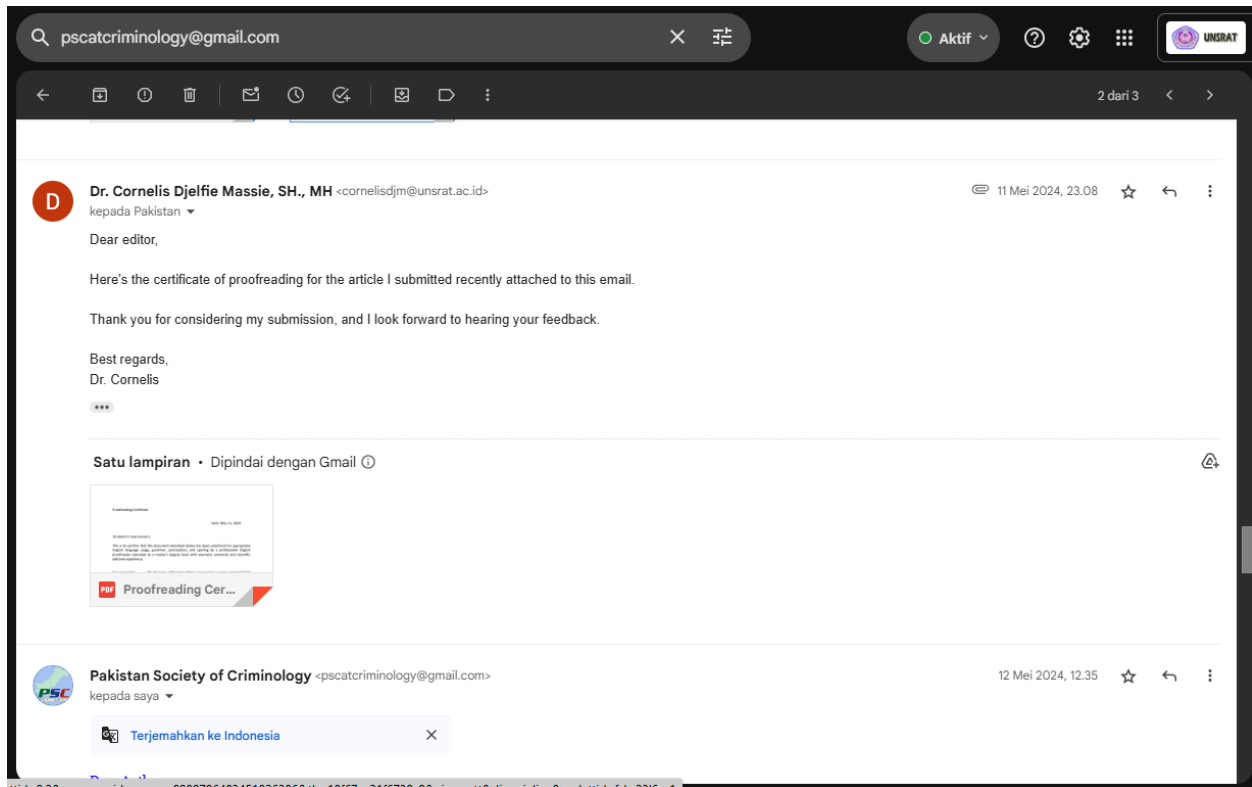 pscatcriminology@gmail.com
Aktif
UNSRAT
2 dari 3
Dr. Cornelis Djelfie Massie, SH., MH <cornelisdjm@unsrat.ac.id>
11 Mei 2024, 23.08
kepada Pakistan
D
Dear editor,
Here's the certificate of proofreading for the article I submitted recently attached to this email.
Thank you for considering my submission, and I look forward to hearing your feedback.
Best regards,
Dr. Cornelis
Satu lampiran • Dipindai dengan Gmail
Proofreading Certificate
PDF Proofreading Cer...
Pakistan Society of Criminology <pscatcriminology@gmail.com>
12 Mei 2024, 12.35
PSC
kepada saya
Terjemahkan ke Indonesia